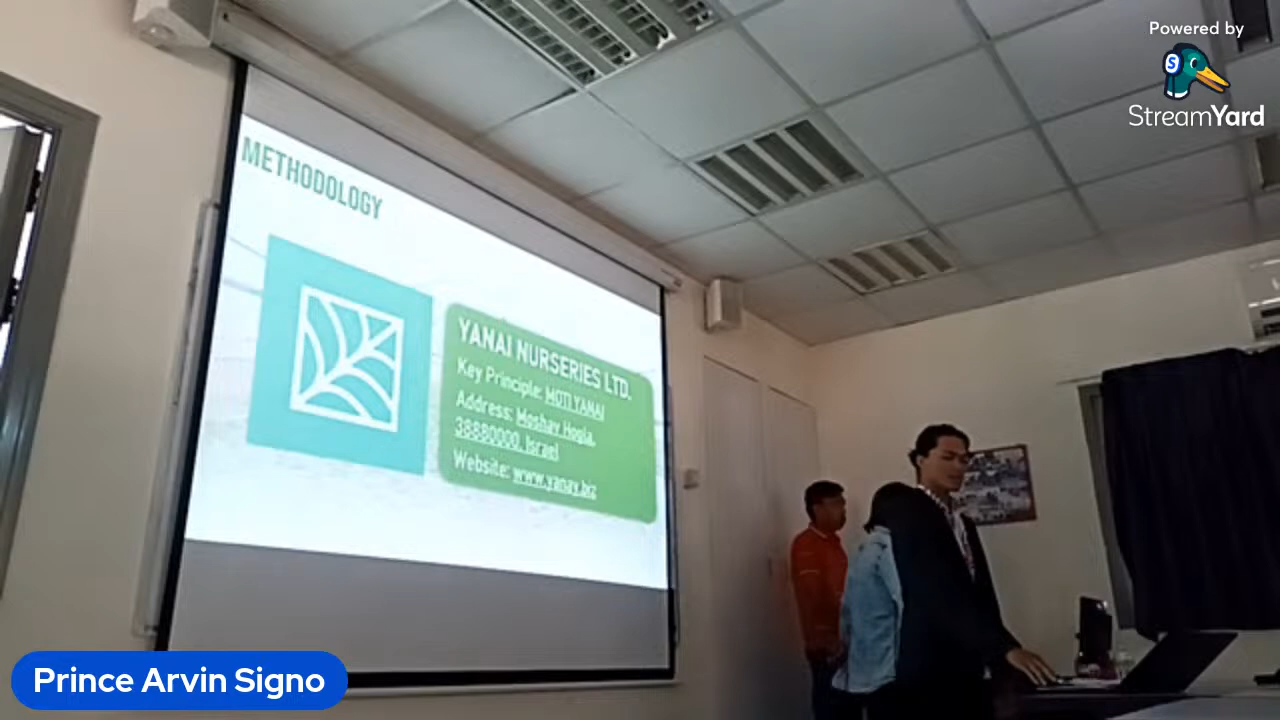 Powered by
S
StreamYard
METHODOLOGY
YANAI NURSERIES LTD.
Key Principle: MOTI YANAI
Address: Moshav Hogla,
38880000, Israel
Website: www.yanay.biz
Prince Arvin Signo